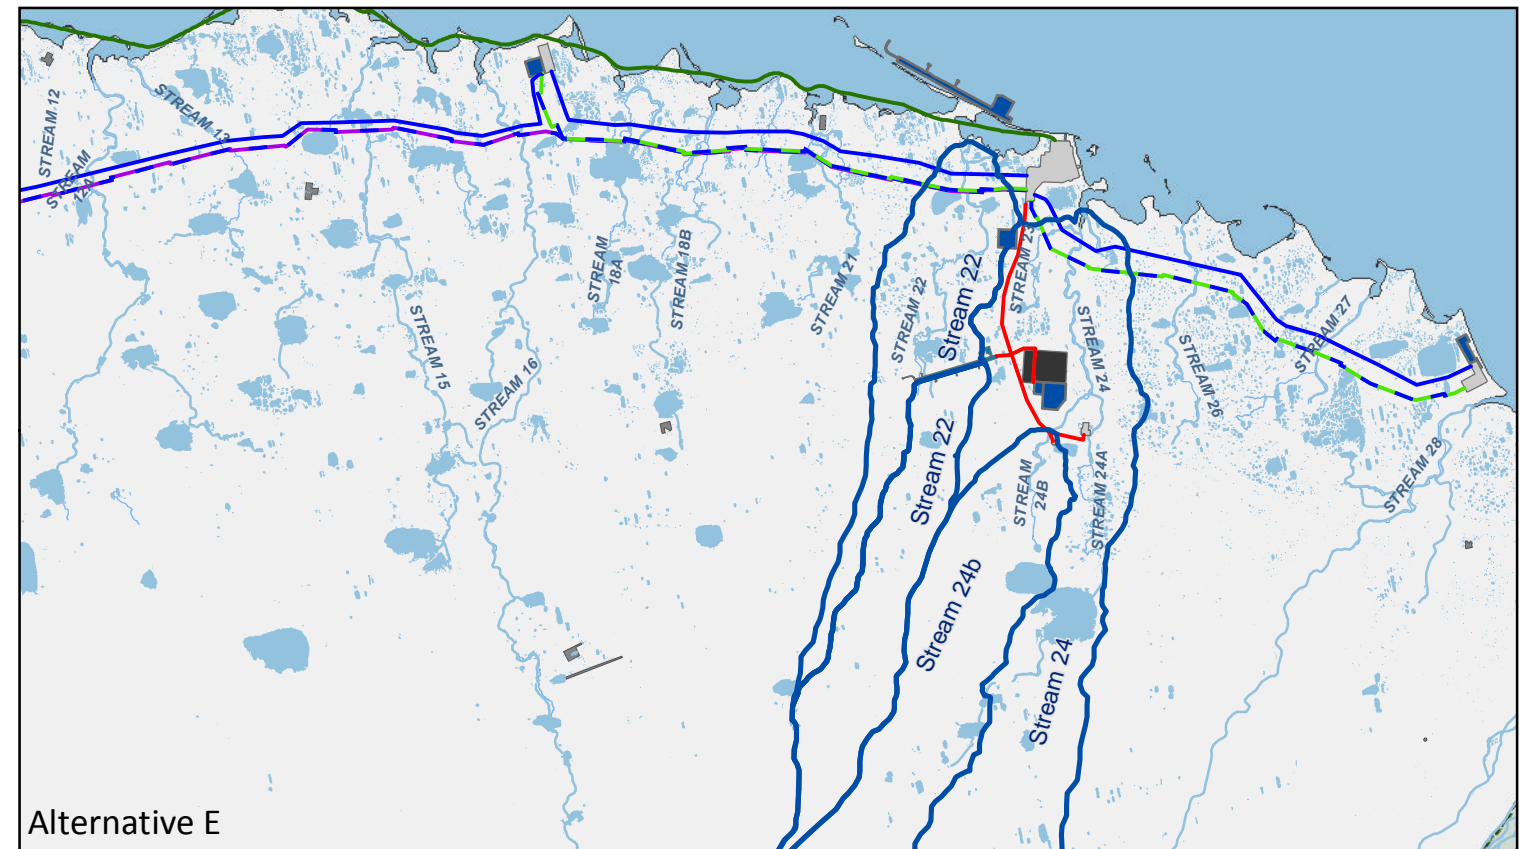 STREAM 12
STREAM
12A
STREAM 13
STREAM 15
STREAM 16
STREAM
18A
STREAM 18B
STREAM 21
STREAM 22
Stream 22
STREAM 23
STREAM 24
STREAM 26
STREAM 27
STREAM 28
Stream 22
STREAM
24B
STREAM 24A
Stream 24b
Stream 24
Alternative E